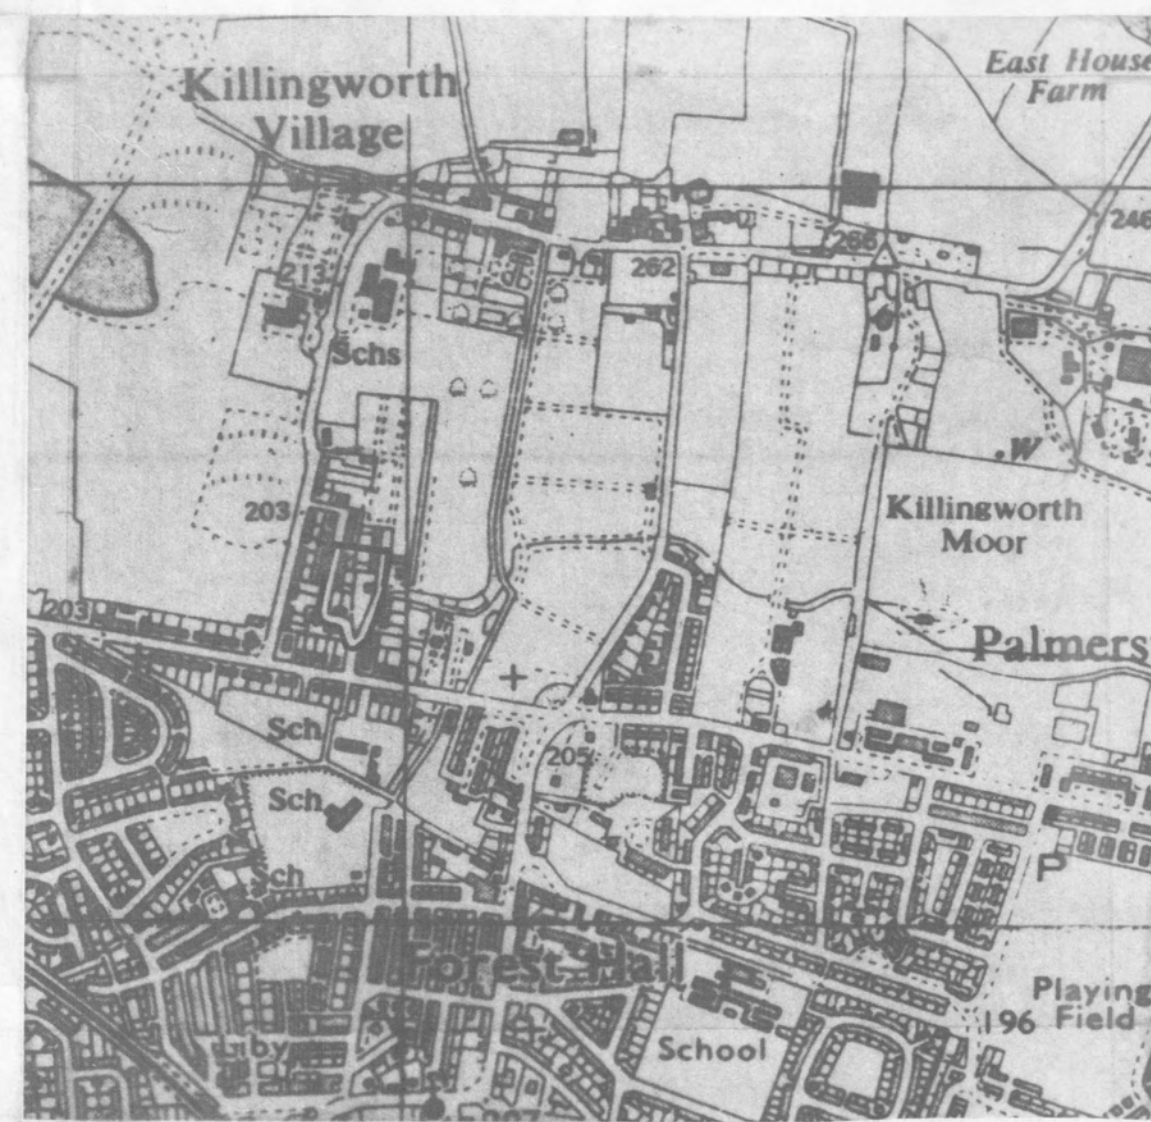 East House
Farm
Killingworth
Village
246
266
262
213
Schs
W
203
Killingworth
Moor
203
Palmers
Sch
205
Sch
Sch
P
Forest Hall
Playing
Field
196
School
Liby